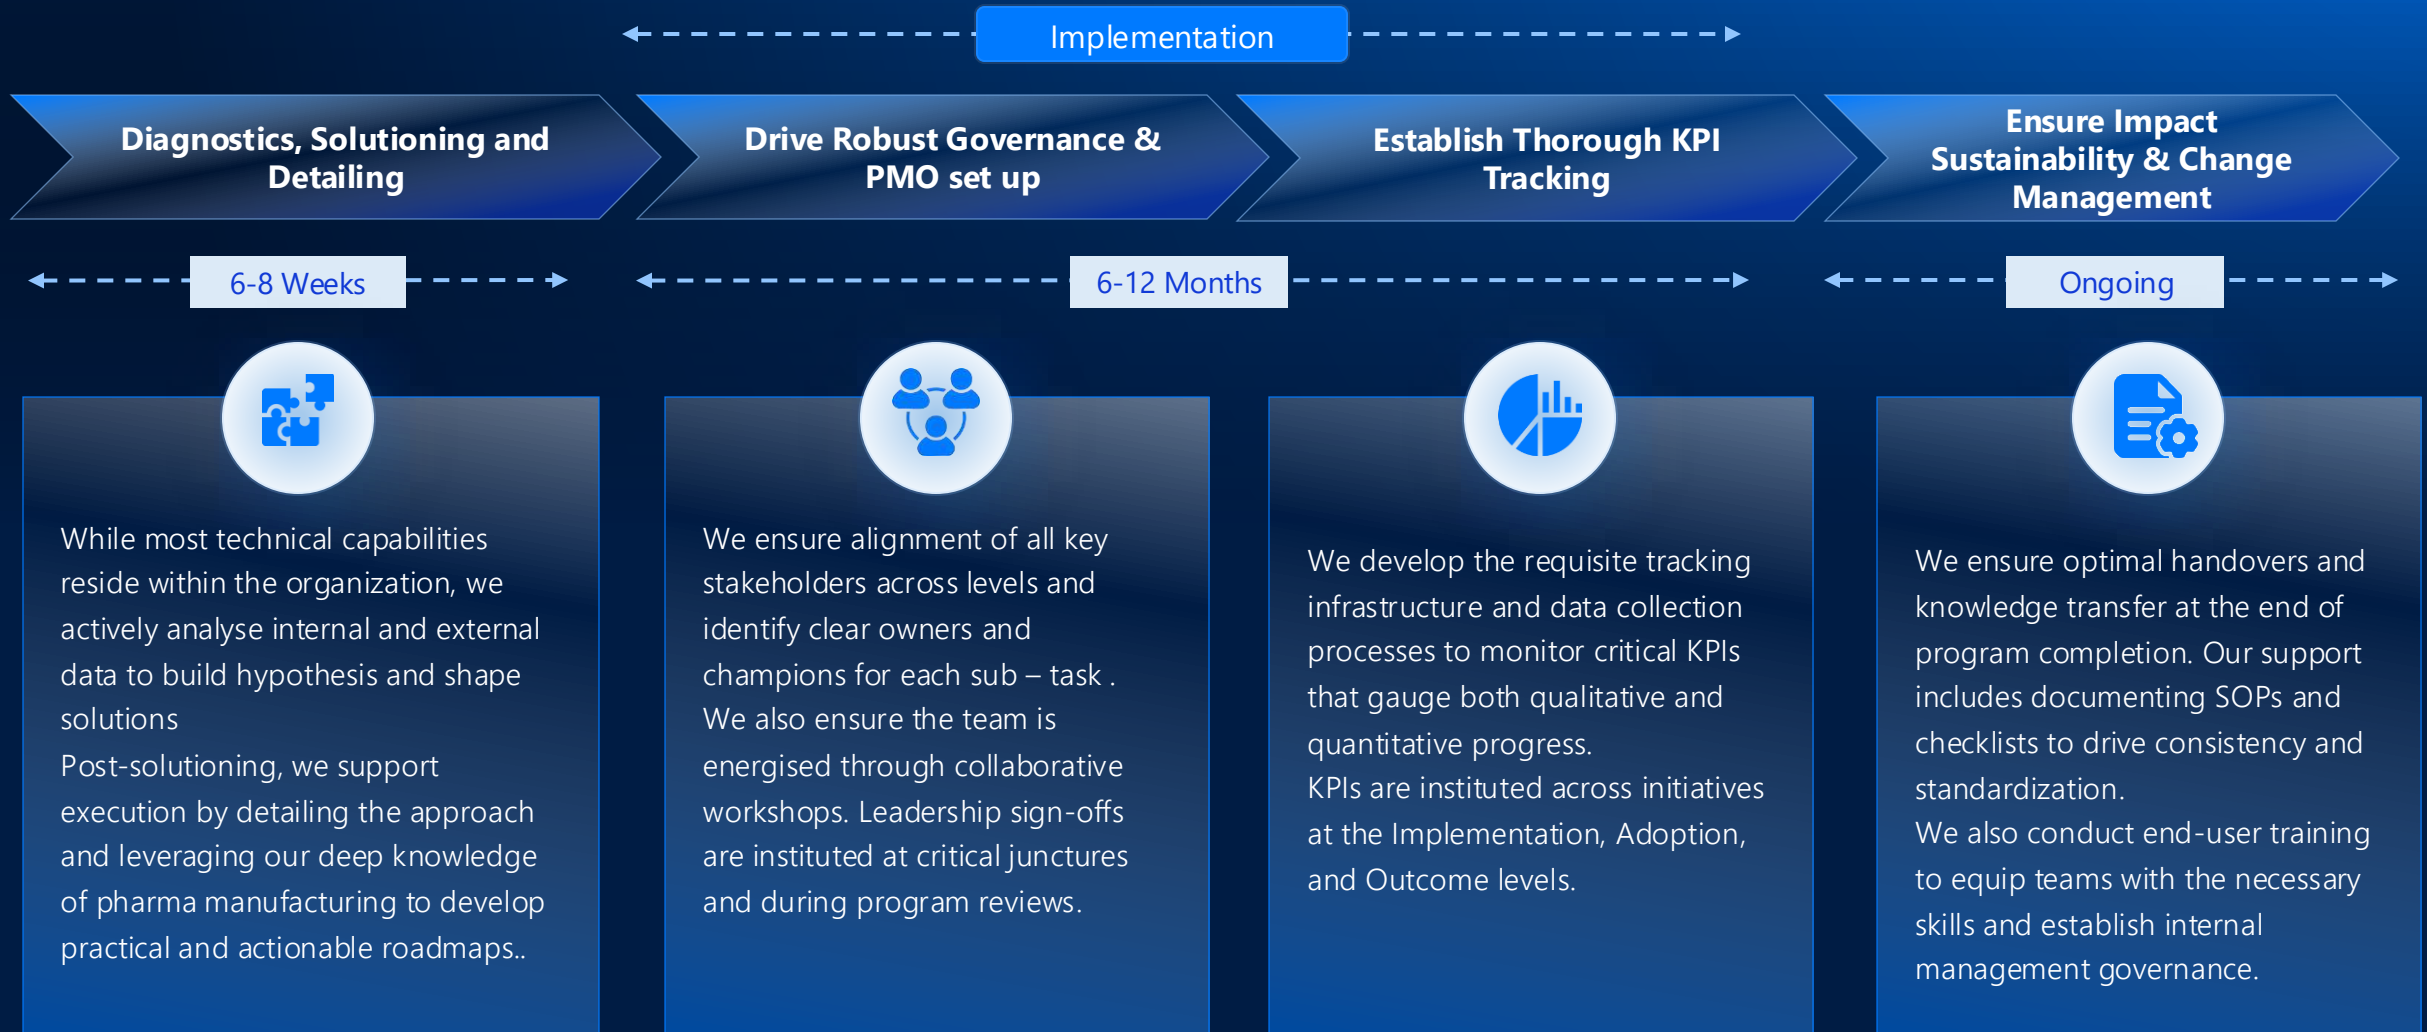 Implementation
Diagnostics, Solutioning and
Detailing
Drive Robust Governance &
PMO set up
Establish Thorough KPI
Tracking
Ensure Impact
Sustainability & Change
Management
6-8 Weeks
6-12 Months
Ongoing
While most technical capabilities
reside within the organization, we
actively analyse internal and external
data to build hypothesis and shape
solutions
Post-solutioning, we support
execution by detailing the approach
and leveraging our deep knowledge
of pharma manufacturing to develop
practical and actionable roadmaps..
We ensure alignment of all key
stakeholders across levels and
identify clear owners and
champions for each sub – task .
We also ensure the team is
energised through collaborative
workshops. Leadership sign-offs
are instituted at critical junctures
and during program reviews.
We develop the requisite tracking
infrastructure and data collection
processes to monitor critical KPIs
that gauge both qualitative and
quantitative progress.
KPIs are instituted across initiatives
at the Implementation, Adoption,
and Outcome levels.
We ensure optimal handovers and
knowledge transfer at the end of
program completion. Our support
includes documenting SOPs and
checklists to drive consistency and
standardization.
We also conduct end-user training
to equip teams with the necessary
skills and establish internal
management governance.